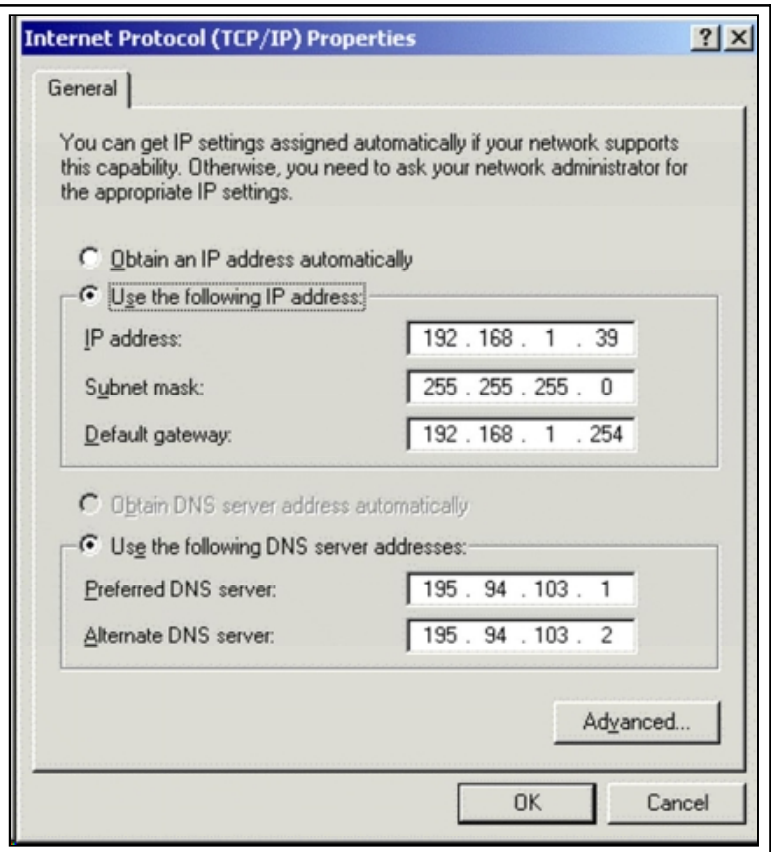 Internet Protocol (TCP/IP) Properties
General
You can get IP settings assigned automatically if your network supports
this capability. Otherwise, you need to ask your network administrator for
the appropriate IP settings.
Obtain an IP address automatically
Use the following IP address:
IP address: 192 . 168 . 1 . 39
Subnet mask: 255 . 255 . 255 . 0
Default gateway: 192 . 168 . 1 . 254
Obtain DNS server address automatically
Use the following DNS server addresses:
Preferred DNS server: 195 . 94 . 103 . 1
Alternate DNS server: 195 . 94 . 103 . 2
Advanced...
OK Cancel